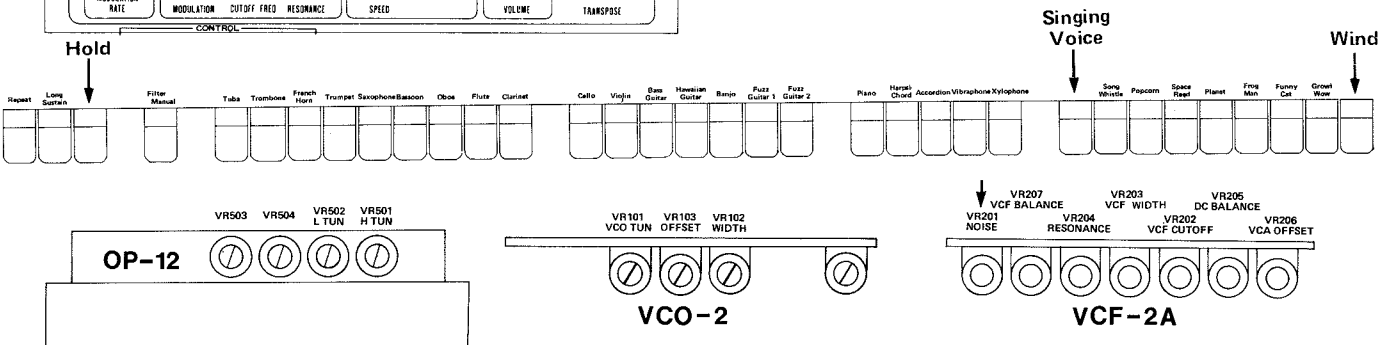 RATE
MODULATION CUTOFF FREQ RESONANCE
SPEED
VOLUME
TRANSPOSE
CONTROL
Hold
Singing
Voice
Wind
Repeat
Long
Sustain
Filter
Manual
Tuba
Trombone
French
Horn
Trumpet
Saxophone
Bassoon
Oboe
Flute
Clarinet
Cello
Violin
Bass
Guitar
Hawaiian
Guitar
Banjo
Fuzz
Guitar 1
Fuzz
Guitar 2
Piano
Harpsi
Chord
Accordion
Vibraphone
Xylophone
Song
Whistle
Popcorn
Space
Reed
Planet
Frog
Man
Funny
Cat
Growl
Wow
VR503
VR504
VR502
L TUN
VR501
H TUN
OP-12
VR101
VCO TUN
VR103
OFFSET
VR102
WIDTH
VCO-2
VR201
NOISE
VR207
VCF BALANCE
VR204
RESONANCE
VR203
VCF WIDTH
VR202
VCF CUTOFF
VR205
DC BALANCE
VR206
VCA OFFSET
VCF-2A